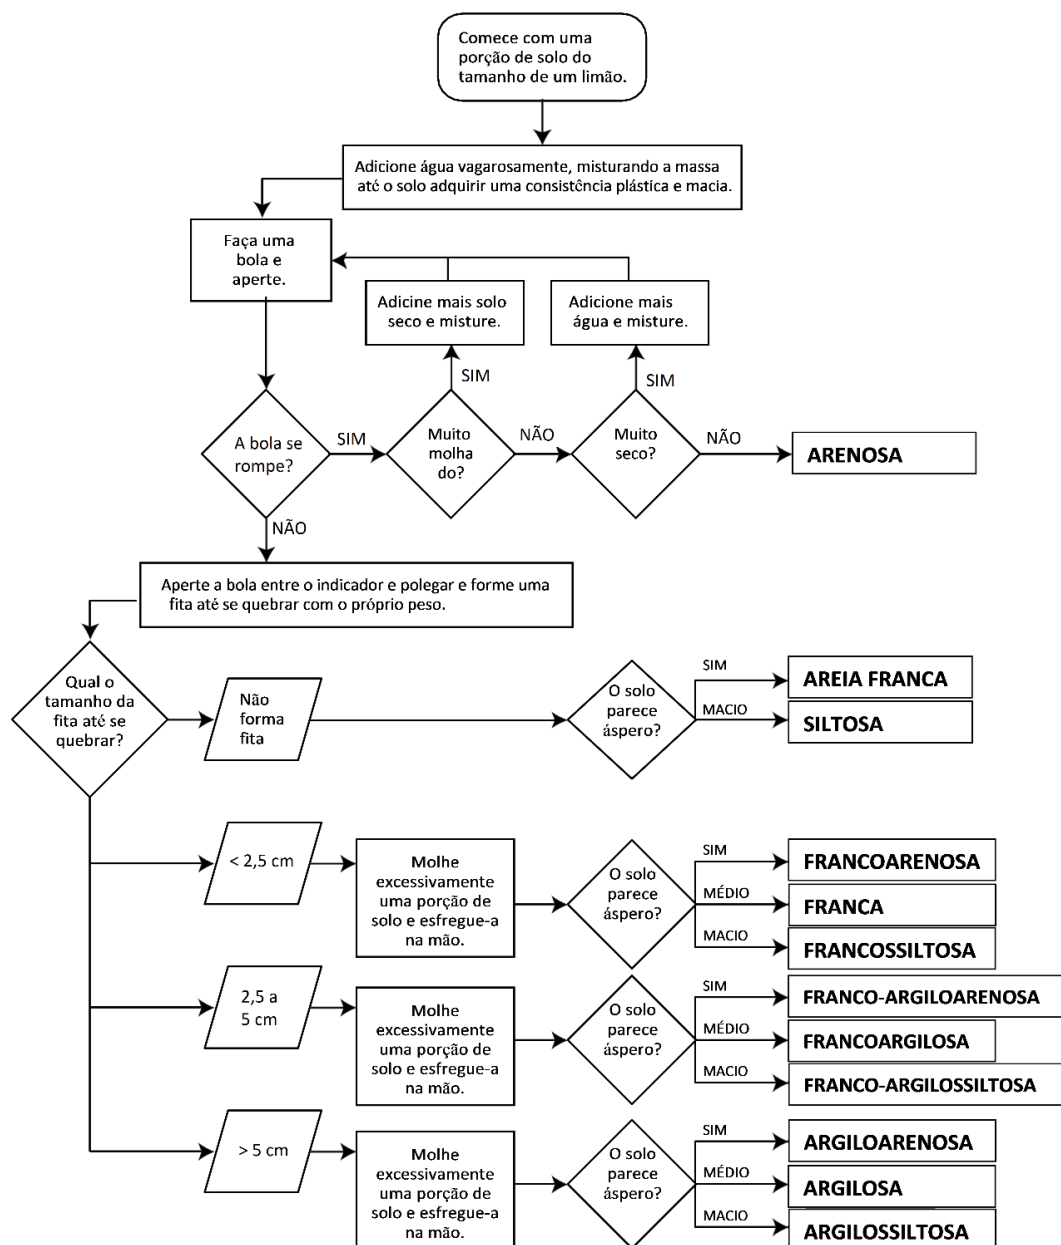 Comece com uma
porção de solo do
tamanho de um limão.
Adicione água vagarosamente, misturando a massa
até o solo adquirir uma consistência plástica e macia.
Faça uma
bola e
aperte.
Adicine mais solo
seco e misture.
Adicione mais
água e misture.
SIM
SIM
A bola se
rompe?
SIM
Muito
molha
do?
NÃO
Muito
seco?
NÃO
ARENOSA
NÃO
Aperte a bola entre o indicador e polegar e forme uma
fita até se quebrar com o próprio peso.
Qual o
tamanho da
fita até se
quebrar?
Não
forma
fita
O solo
parece
áspero?
SIM
AREIA FRANCA
MACIO
SILTOSA
< 2,5 cm
Molhe
excessivamente
uma porção de
solo e esfregue-a
na mão.
O solo
parece
áspero?
SIM
FRANCOARENOSA
MÉDIO
FRANCA
MACIO
FRANCOSSILTOSA
2,5 a
5 cm
Molhe
excessivamente
uma porção de
solo e esfregue-a
na mão.
O solo
parece
áspero?
SIM
FRANCO-ARGILOARENOSA
MÉDIO
FRANCOARGILOSA
MACIO
FRANCO-ARGILOSSILTOSA
> 5 cm
Molhe
excessivamente
uma porção de
solo e esfregue-a
na mão.
O solo
parece
áspero?
SIM
ARGILOARENOSA
MÉDIO
ARGILOSA
MACIO
ARGILOSSILTOSA